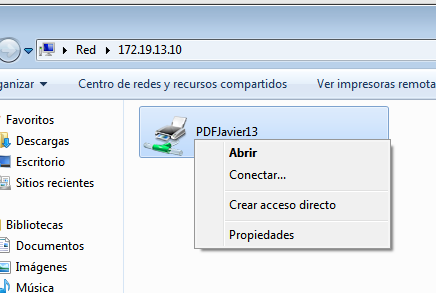 Red 172.19.13.10
ganizar Centro de redes y recursos compartidos Ver impresoras remota
Favoritos
Descargas
Escritorio
Sitios recientes
Bibliotecas
Documentos
Imágenes
Música
PDFJavier13
Abrir
Conectar...
Crear acceso directo
Propiedades